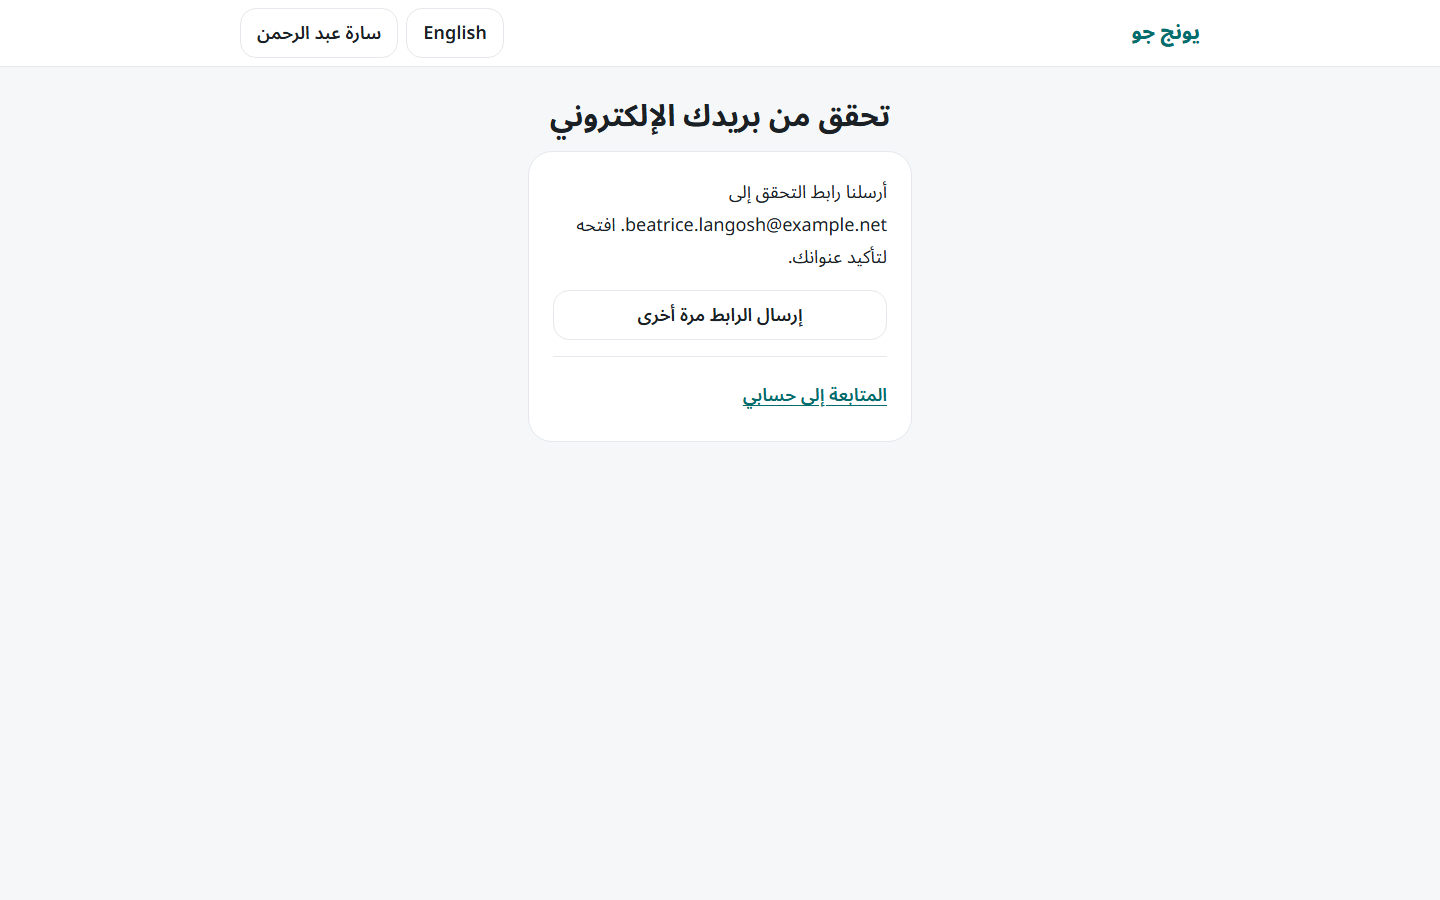 يونج جو
English
سارة عبد الرحمن
تحقق من بريدك الإلكتروني
أرسلنا رابط التحقق إلى
beatrice.langosh@example.net. افتحه
لتأكيد عنوانك.
إرسال الرابط مرة أخرى
المتابعة إلى حسابي